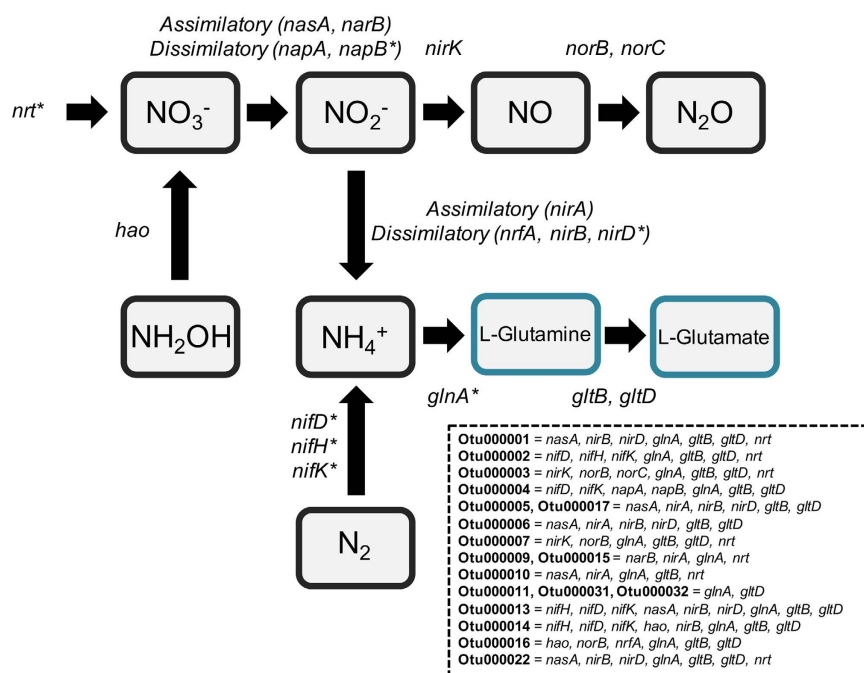 Assimilatory (nasA, narB)
Dissimilatory (napA, napB*)
nirK
norB, norC
nrt*
NO₃⁻
NO₂⁻
NO
N₂O
hao
Assimilatory (nirA)
Dissimilatory (nrfA, nirB, nirD*)
NH₂OH
NH₄⁺
L-Glutamine
L-Glutamate
glnA*
gltB, gltD
nifD*
nifH*
nifK*
N₂
Otu000001 = nasA, nirB, nirD, glnA, gltB, gltD, nrt
Otu000002 = nifD, nifH, nifK, glnA, gltB, gltD, nrt
Otu000003 = nirK, norB, norC, glnA, gltB, gltD, nrt
Otu000004 = nifD, nifK, napA, napB, glnA, gltB, gltD
Otu000005, Otu000017 = nasA, nirA, nirB, nirD, gltB, gltD
Otu000006 = nasA, nirA, nirB, nirD, gltB, gltD
Otu000007 = nirK, norB, glnA, gltB, gltD, nrt
Otu000009, Otu000015 = narB, nirA, glnA, nrt
Otu000010 = nasA, nirA, glnA, gltB, nrt
Otu000011, Otu000031, Otu000032 = glnA, gltD
Otu000013 = nifH, nifD, nifK, nasA, nirB, nirD, glnA, gltB, gltD
Otu000014 = nifH, nifD, nifK, hao, nirB, glnA, gltB, gltD
Otu000016 = hao, norB, nrfA, glnA, gltB, gltD
Otu000022 = nasA, nirB, nirD, glnA, gltB, gltD, nrt